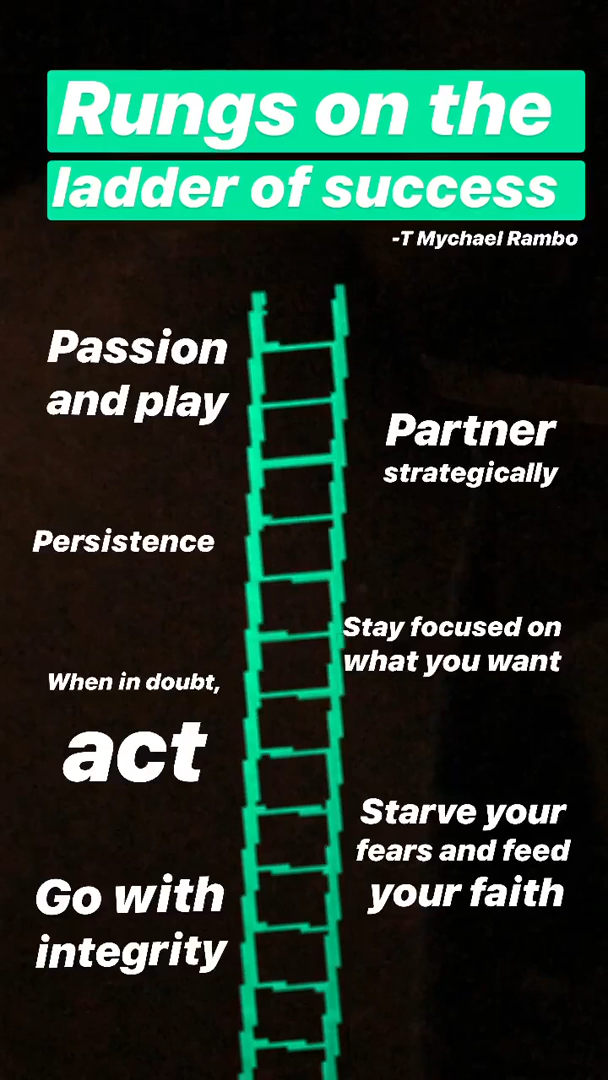 Rungs on the
ladder of success
-T Mychael Rambo
Passion
and play
Partner
strategically
Persistence
Stay focused on
what you want
When in doubt,
act
Starve your
fears and feed
your faith
Go with
integrity